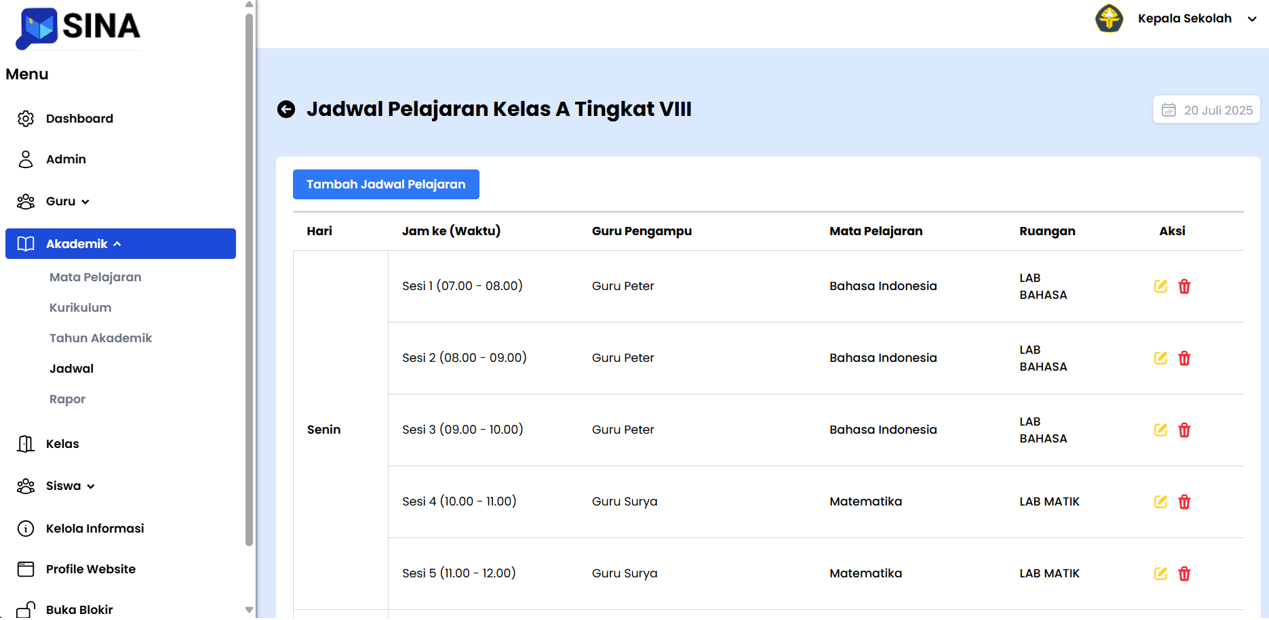 SINA
Kepala Sekolah
Menu
Dashboard
Admin
Guru
Akademik
Mata Pelajaran
Kurikulum
Tahun Akademik
Jadwal
Rapor
Kelas
Siswa
Kelola Informasi
Profile Website
Buka Blokir
Jadwal Pelajaran Kelas A Tingkat VIII
20 Juli 2025
Tambah Jadwal Pelajaran
Hari Jam ke (Waktu) Guru Pengampu Mata Pelajaran Ruangan Aksi
Senin
Sesi 1 (07.00 - 08.00) Guru Peter Bahasa Indonesia LAB
BAHASA
Sesi 2 (08.00 - 09.00) Guru Peter Bahasa Indonesia LAB
BAHASA
Sesi 3 (09.00 - 10.00) Guru Peter Bahasa Indonesia LAB
BAHASA
Sesi 4 (10.00 - 11.00) Guru Surya Matematika LAB MATIK
Sesi 5 (11.00 - 12.00) Guru Surya Matematika LAB MATIK